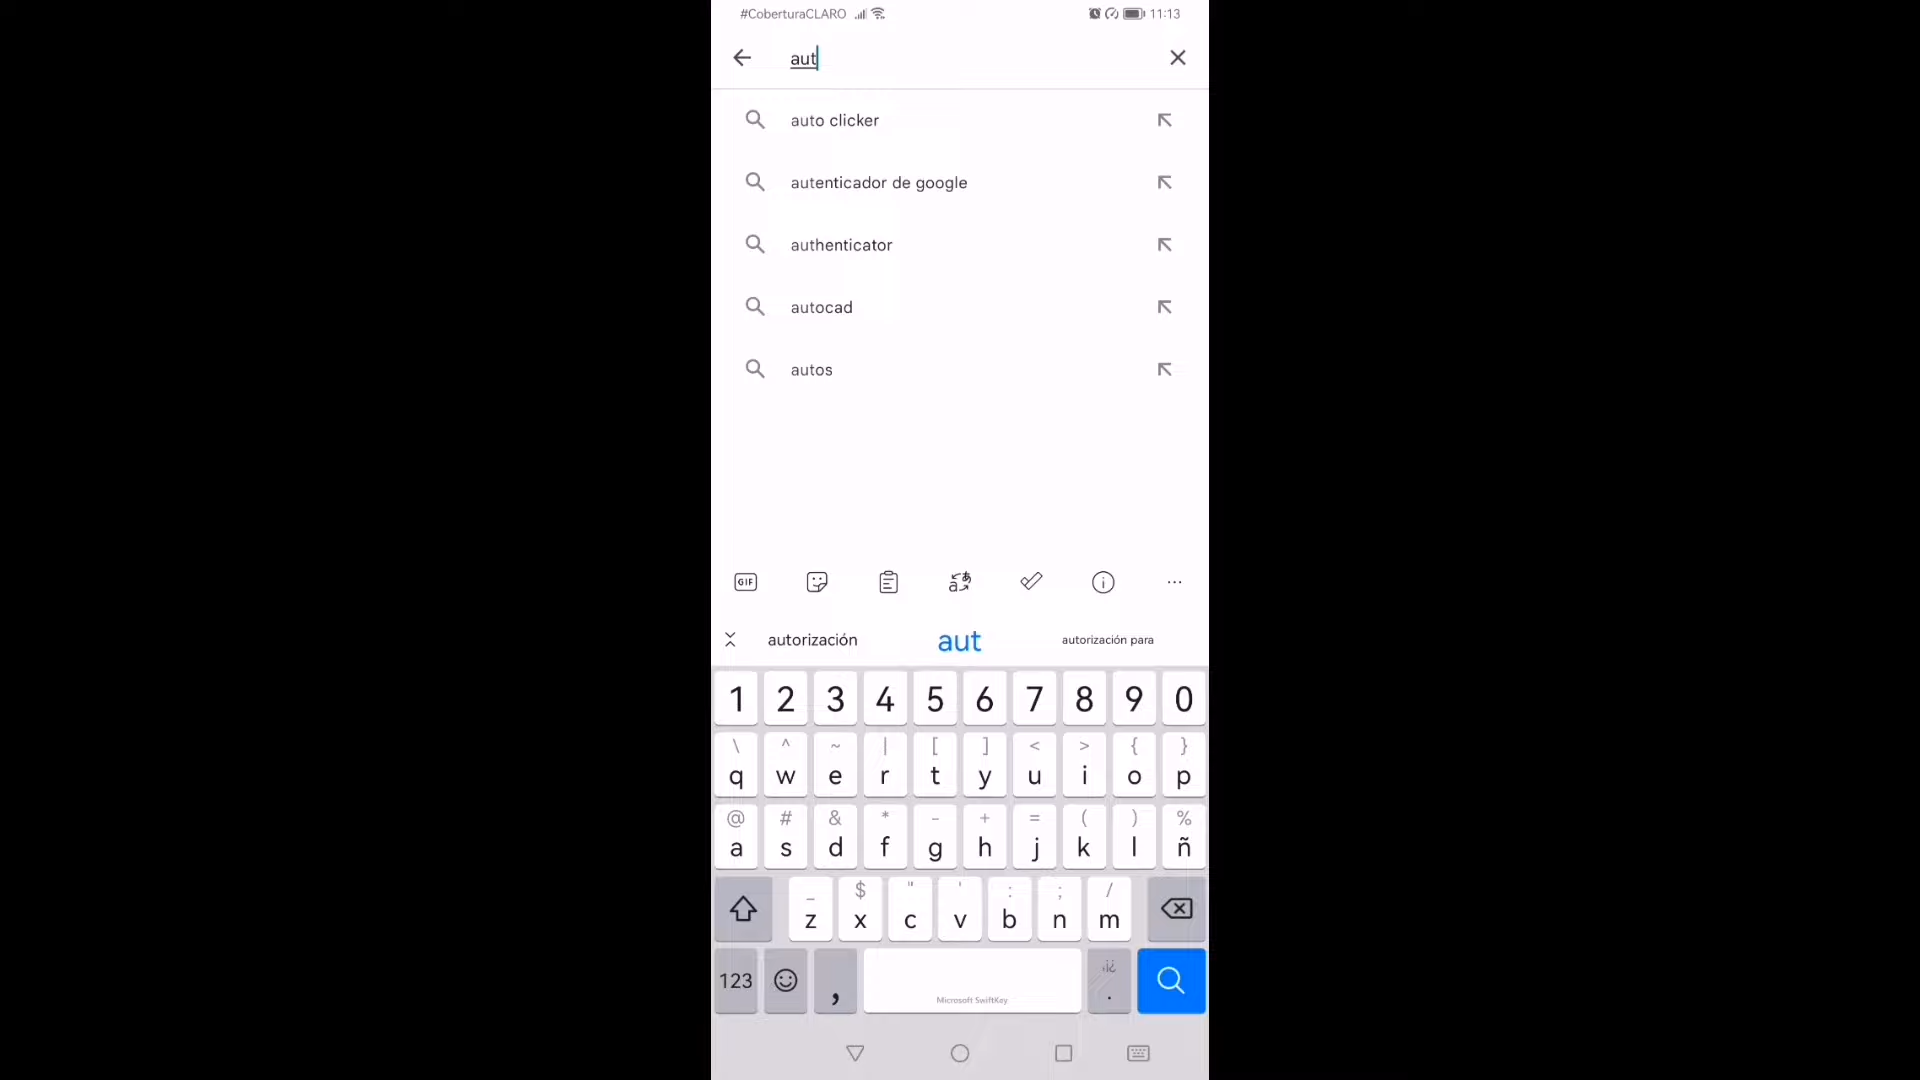 #CoberturaCLARO 11:13
aut
auto clicker
autenticador de google
authenticator
autocad
autos
GIF
autorización aut autorización para
1 2 3 4 5 6 7 8 9 0
\ ^ ~ | [ ] < > { }
q w e r t y u i o p
@ # & * - + = ( ) %
a s d f g h j k l ñ
_ $ " ' : ; /
z x c v b n m
123 , Microsoft SwiftKey .